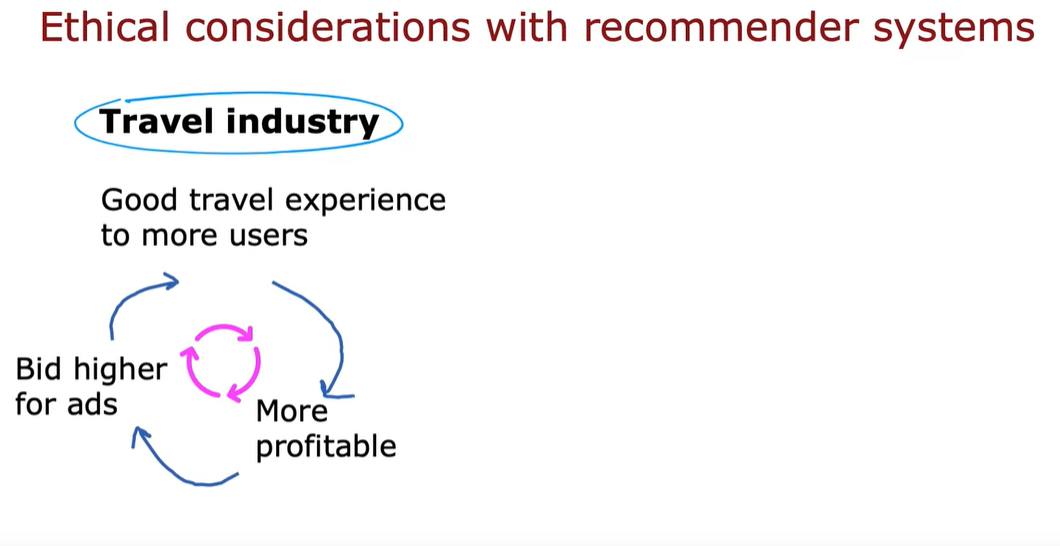 Ethical considerations with recommender systems
Travel industry
Good travel experience
to more users
Bid higher
for ads
More
profitable